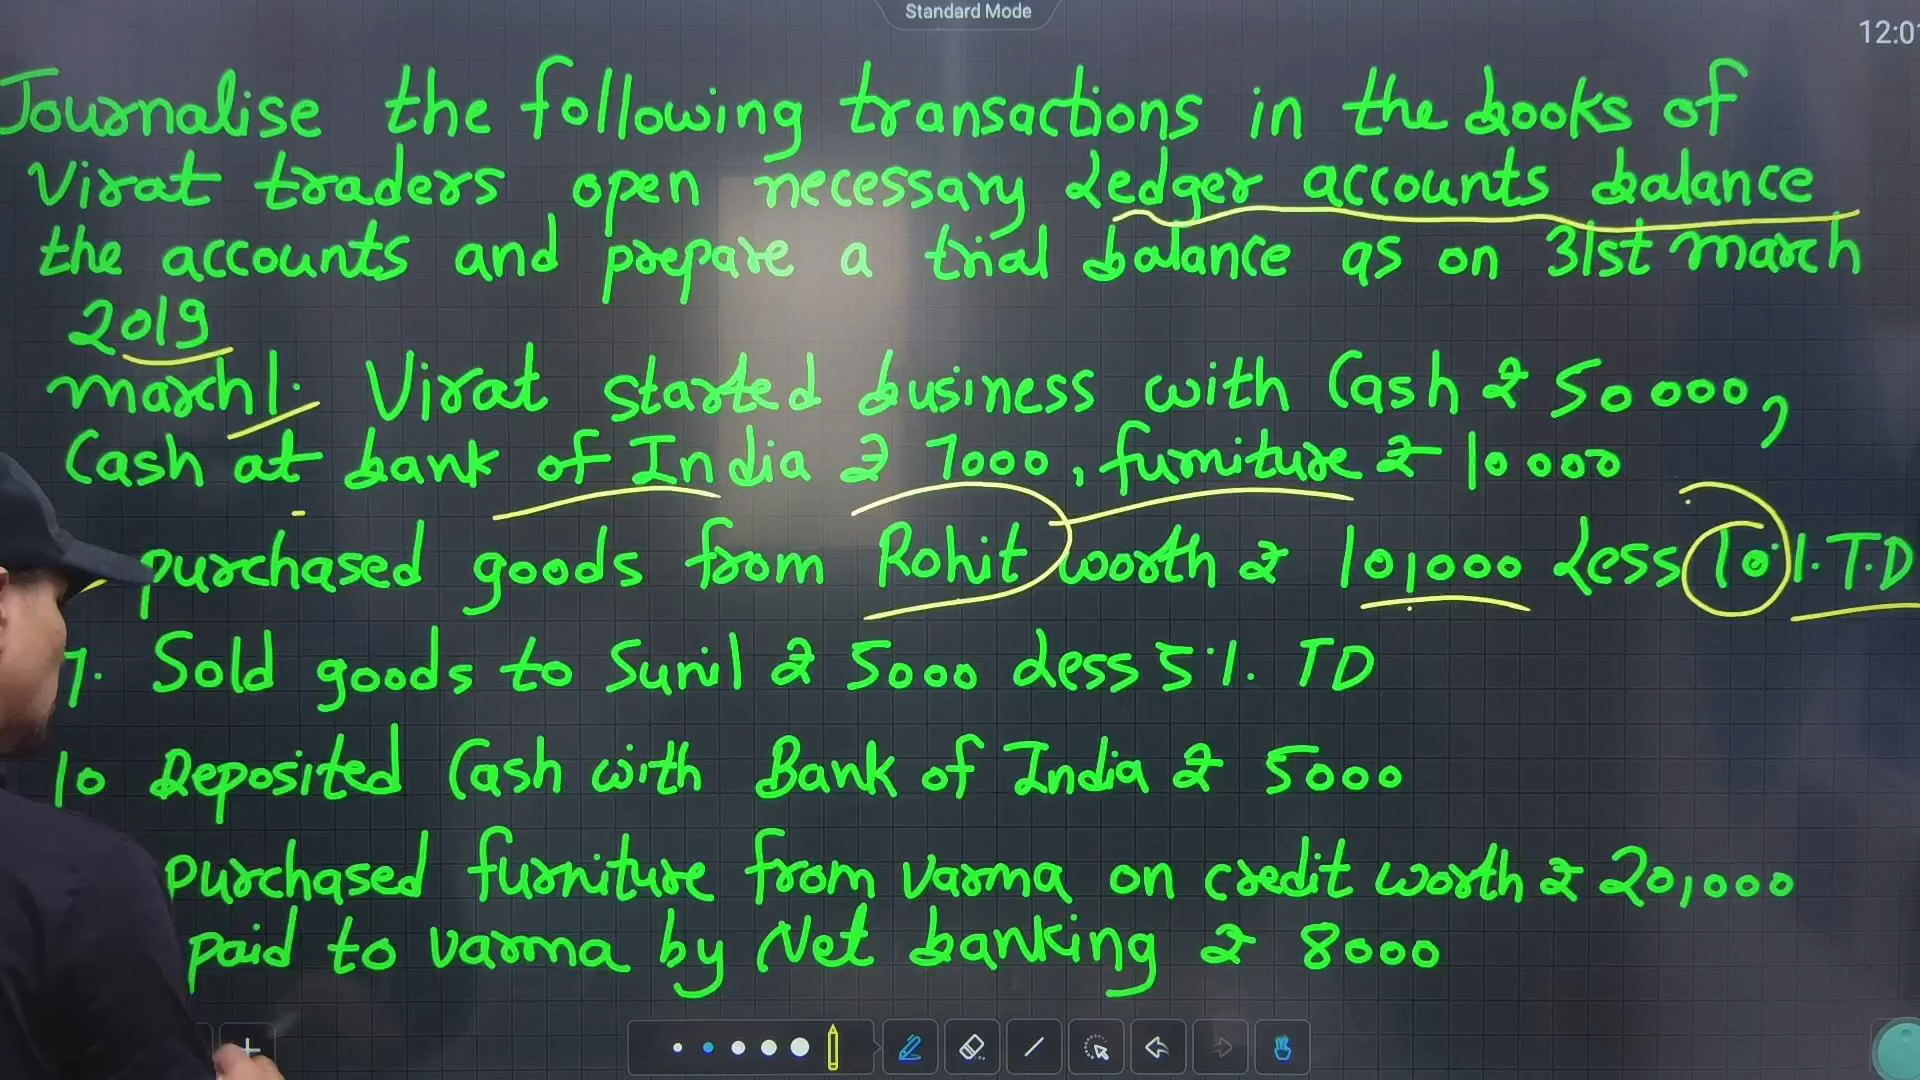 Standard Mode
12:0
Journalise the following transactions in the books of
Virat traders open necessary Ledger accounts balance
the accounts and prepare a trial balance as on 31st march
2019
march 1. Virat started business with Cash ₹ 50000,
Cash at bank of India ₹ 7000, furniture ₹ 10000
purchased goods from Rohit worth ₹ 10,000 Less 10%. T.D
7. Sold goods to Sunil ₹ 5000 Less 5%. TD
10 Deposited Cash with Bank of India ₹ 5000
purchased furniture from varma on credit worth ₹ 20,000
paid to varma by Net banking ₹ 8000